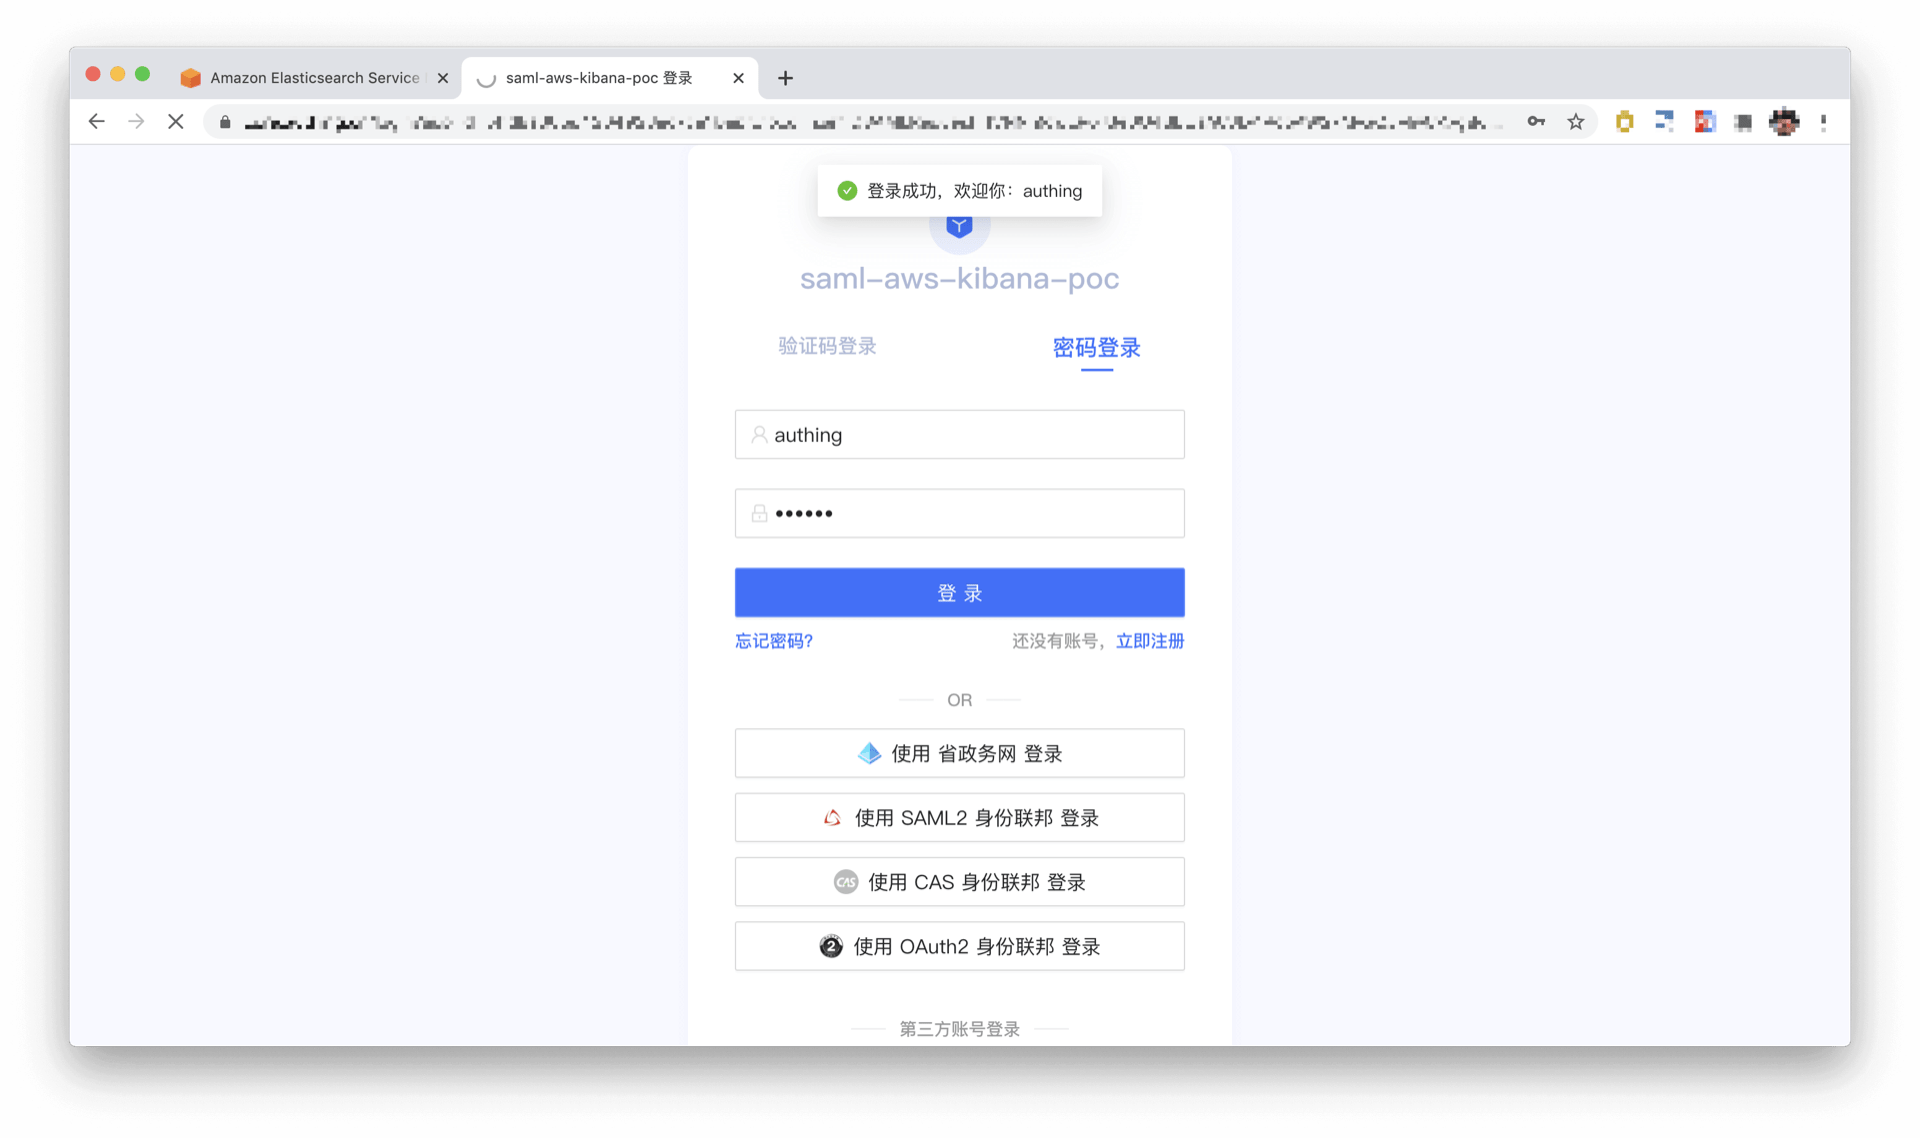 Amazon Elasticsearch Service
saml-aws-kibana-poc 登录
登录成功，欢迎你：authing
saml-aws-kibana-poc
验证码登录
密码登录
authing
••••••
登 录
忘记密码?
还没有账号，立即注册
OR
使用 省政务网 登录
使用 SAML2 身份联邦 登录
CAS 使用 CAS 身份联邦 登录
2 使用 OAuth2 身份联邦 登录
第三方账号登录